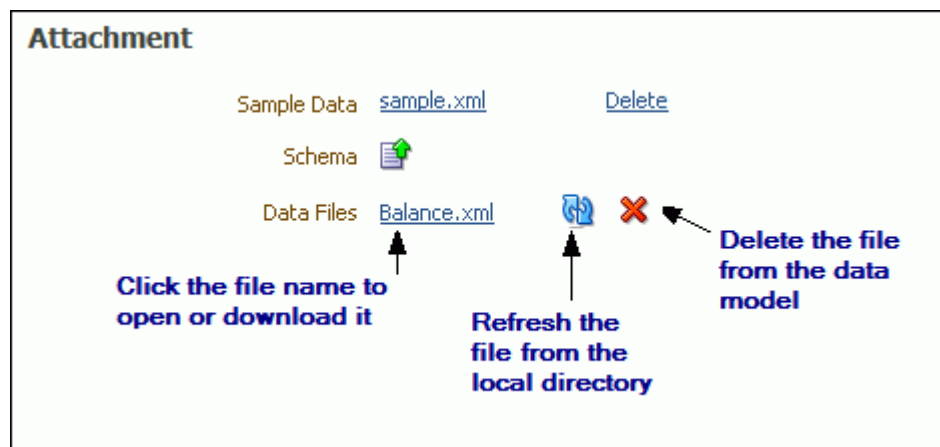 Attachment
Sample Data sample.xml Delete
Schema
Data Files Balance.xml
Click the file name to
open or download it
Refresh the
file from the
local directory
Delete the file
from the data
model